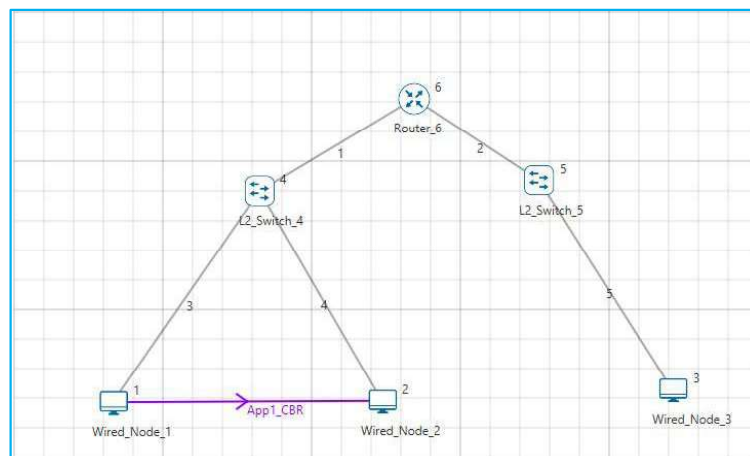 6
Router_6
1
2
5
4
L2_Switch_5
L2_Switch_4
5
3
4
3
1
2
App1_CBR
Wired_Node_3
Wired_Node_1
Wired_Node_2